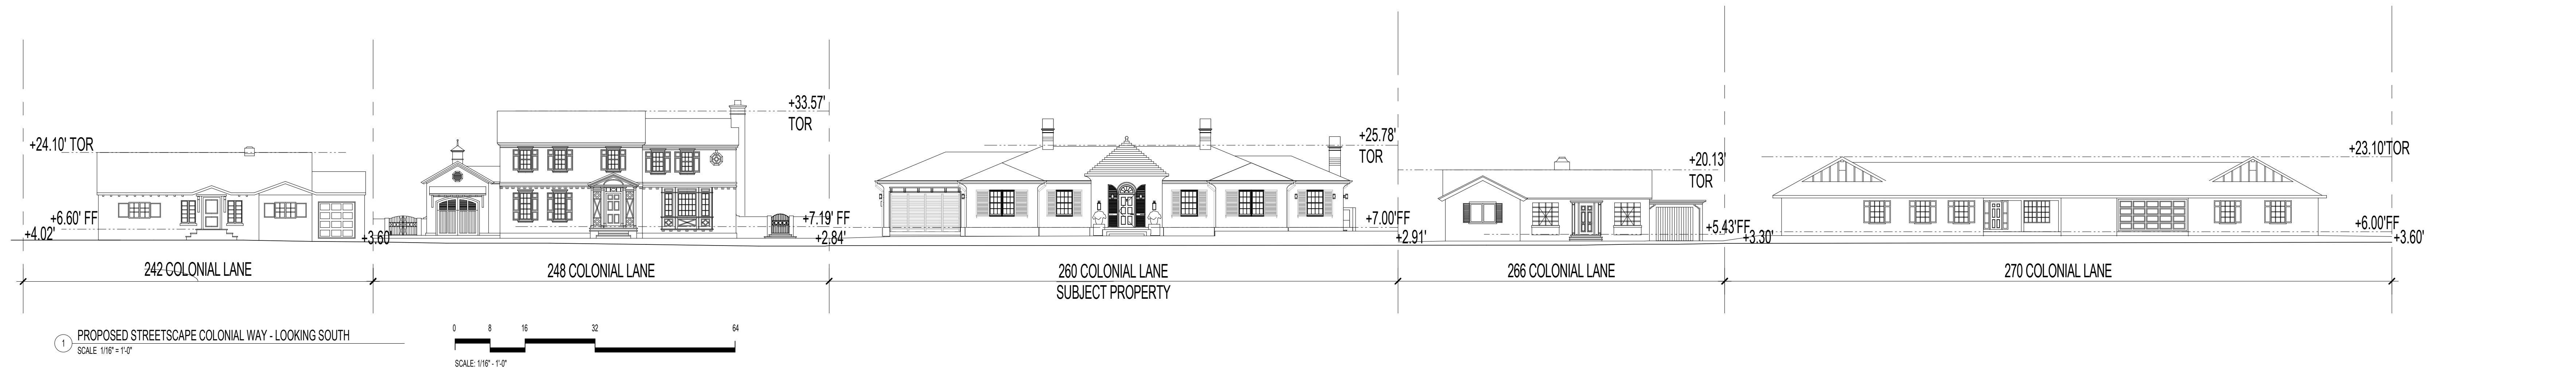 +24.10' TOR
+6.60' FF
+4.02'
+3.60'
242 COLONIAL LANE
+33.57'
TOR
+7.19' FF
+2.84'
248 COLONIAL LANE
+25.78'
TOR
+7.00'FF
+2.91'
260 COLONIAL LANE
SUBJECT PROPERTY
+20.13'
TOR
+5.43'FF
+3.30'
266 COLONIAL LANE
+23.10'TOR
+6.00'FF
+3.60'
270 COLONIAL LANE
1
PROPOSED STREETSCAPE COLONIAL WAY - LOOKING SOUTH
SCALE 1/16" = 1'-0"
0 8 16 32 64
SCALE: 1/16" - 1'-0"